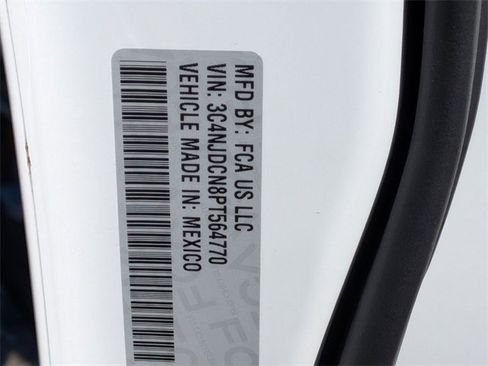 MFD BY: FCA US LLC
VIN: 3C4NJDCN8PT564770
VEHICLE MADE IN: MEXICO